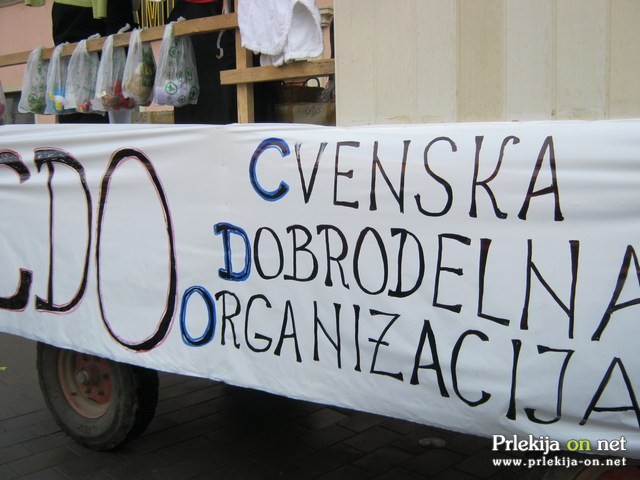 CDO
CVENSKA
DOBRODELNA
ORGANIZACIJA
Prlekija on net
www.prlekija-on.net